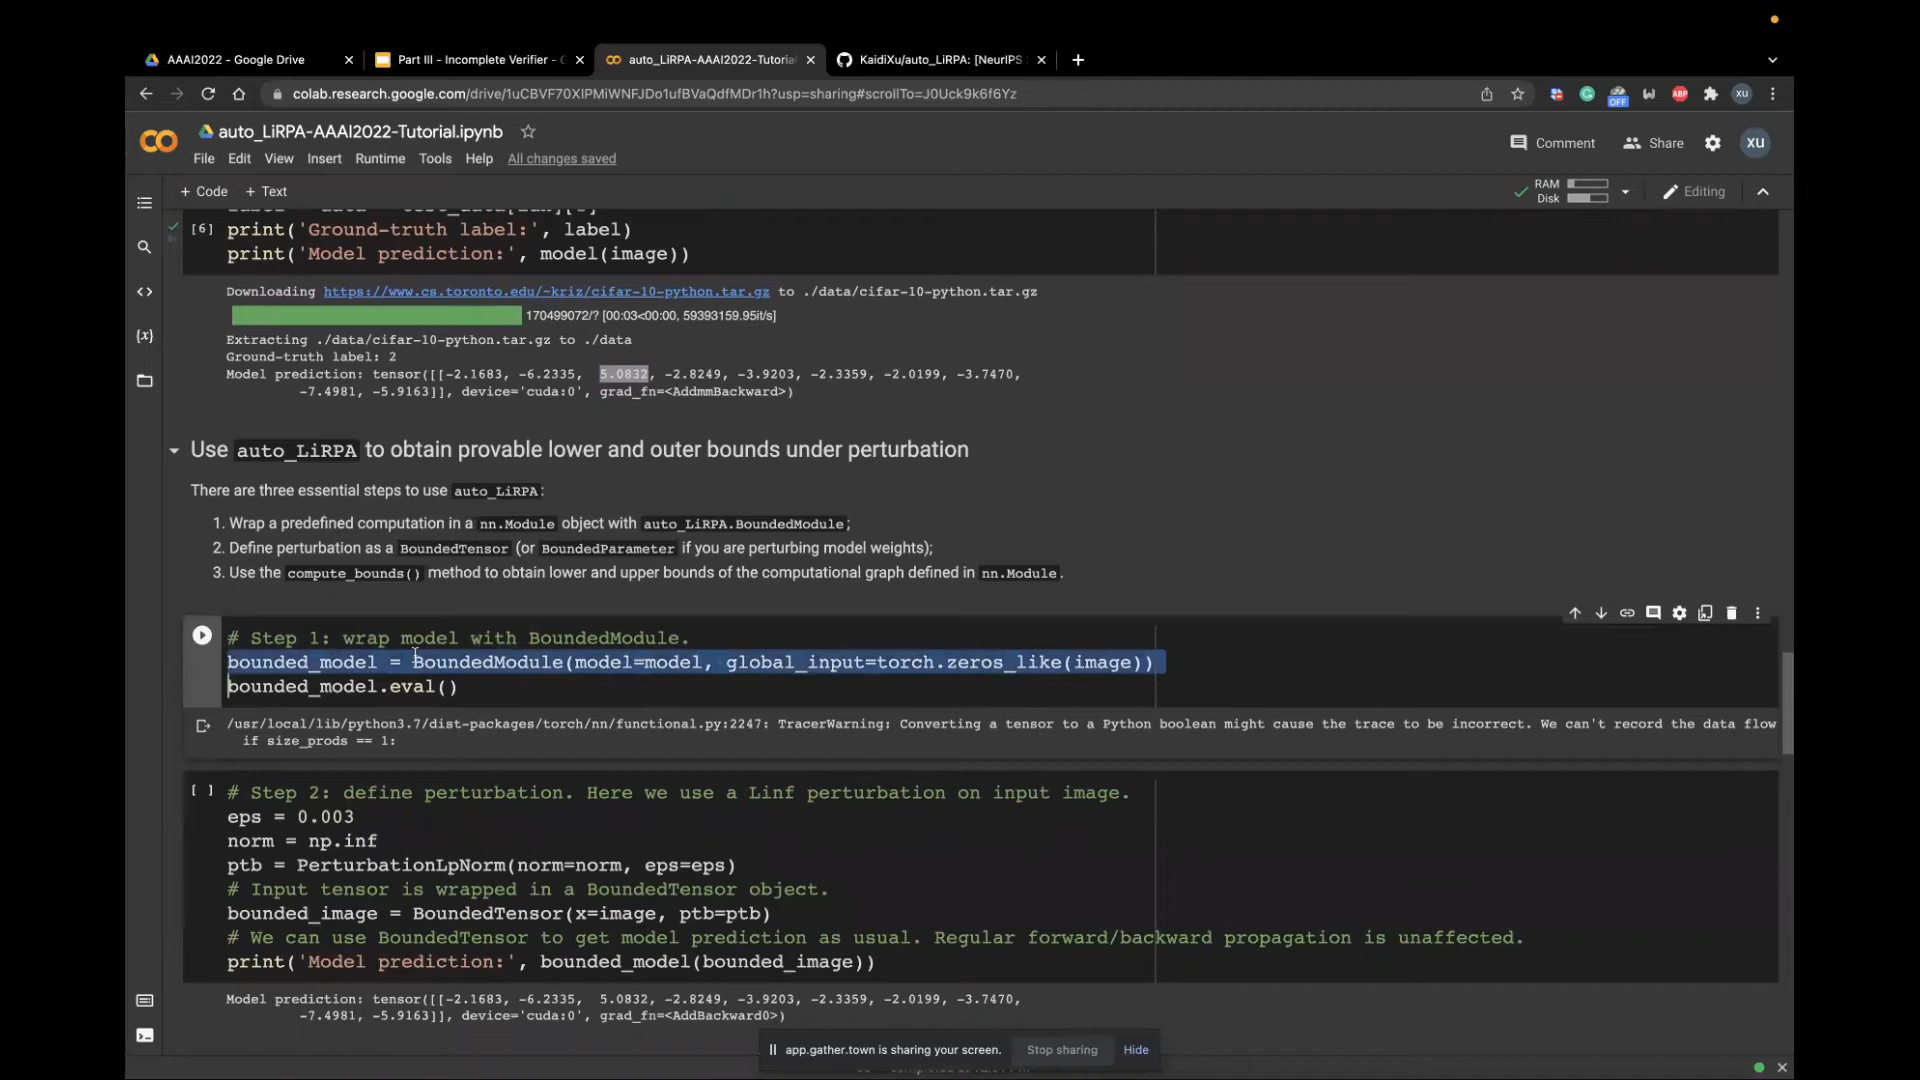 AAAI2022 - Google Drive
Part III - Incomplete Verifier - G
auto_LiRPA-AAAI2022-Tutorial
KaidiXu/auto_LiRPA: [NeurIPS
colab.research.google.com/drive/1uCBVF70XIPMiWNFJDo1ufBVaQdfMDr1h?usp=sharing#scrollTo=J0Uck9k6f6Yz
OFF
ABP
XU
auto_LiRPA-AAAI2022-Tutorial.ipynb
File Edit View Insert Runtime Tools Help All changes saved
Comment Share XU
+ Code + Text
RAM
Disk
Editing
[6] print('Ground-truth label:', label)
print('Model prediction:', model(image))
Downloading https://www.cs.toronto.edu/~kriz/cifar-10-python.tar.gz to ./data/cifar-10-python.tar.gz
170499072/? [00:03<00:00, 59393159.95it/s]
Extracting ./data/cifar-10-python.tar.gz to ./data
Ground-truth label: 2
Model prediction: tensor([[-2.1683, -6.2335, 5.0832, -2.8249, -3.9203, -2.3359, -2.0199, -3.7470,
-7.4981, -5.9163]], device='cuda:0', grad_fn=<AddmmBackward>)
Use auto_LiRPA to obtain provable lower and outer bounds under perturbation
There are three essential steps to use auto_LiRPA:
1. Wrap a predefined computation in a nn.Module object with auto_LiRPA.BoundedModule;
2. Define perturbation as a BoundedTensor (or BoundedParameter if you are perturbing model weights);
3. Use the compute_bounds() method to obtain lower and upper bounds of the computational graph defined in nn.Module.
# Step 1: wrap model with BoundedModule.
bounded_model = BoundedModule(model=model, global_input=torch.zeros_like(image))
bounded_model.eval()
/usr/local/lib/python3.7/dist-packages/torch/nn/functional.py:2247: TracerWarning: Converting a tensor to a Python boolean might cause the trace to be incorrect. We can't record the data flow
if size_prods == 1:
[ ] # Step 2: define perturbation. Here we use a Linf perturbation on input image.
eps = 0.003
norm = np.inf
ptb = PerturbationLpNorm(norm=norm, eps=eps)
# Input tensor is wrapped in a BoundedTensor object.
bounded_image = BoundedTensor(x=image, ptb=ptb)
# We can use BoundedTensor to get model prediction as usual. Regular forward/backward propagation is unaffected.
print('Model prediction:', bounded_model(bounded_image))
Model prediction: tensor([[-2.1683, -6.2335, 5.0832, -2.8249, -3.9203, -2.3359, -2.0199, -3.7470,
-7.4981, -5.9163]], device='cuda:0', grad_fn=<AddBackward0>)
app.gather.town is sharing your screen. Stop sharing Hide